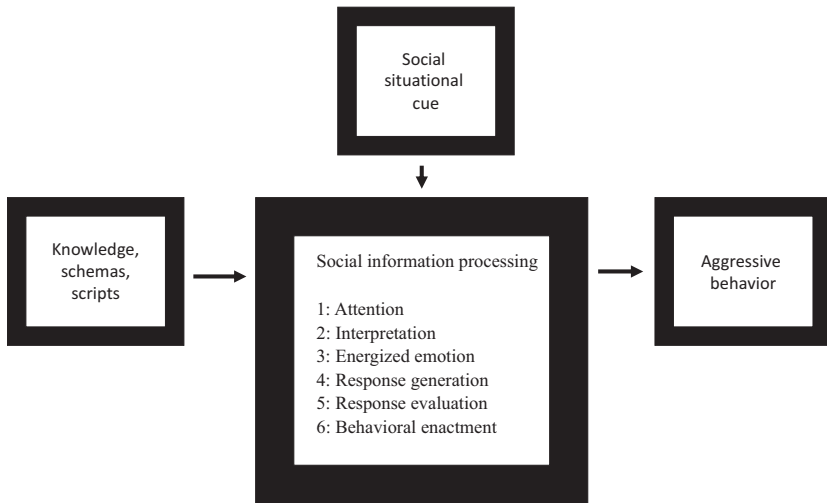 Social
situational
cue
Knowledge,
schemas,
scripts
Social information processing
1: Attention
2: Interpretation
3: Energized emotion
4: Response generation
5: Response evaluation
6: Behavioral enactment
Aggressive
behavior